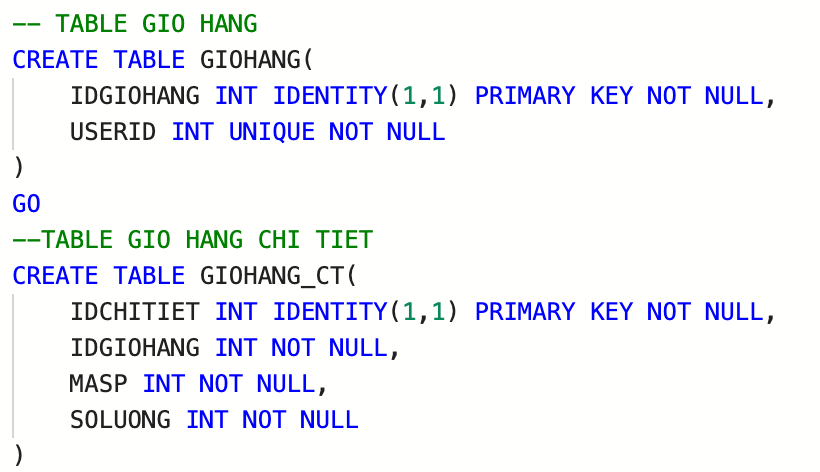 -- TABLE GIO HANG
CREATE TABLE GIOHANG(
    IDGIOHANG INT IDENTITY(1,1) PRIMARY KEY NOT NULL,
    USERID INT UNIQUE NOT NULL
)
GO
--TABLE GIO HANG CHI TIET
CREATE TABLE GIOHANG_CT(
    IDCHITIET INT IDENTITY(1,1) PRIMARY KEY NOT NULL,
    IDGIOHANG INT NOT NULL,
    MASP INT NOT NULL,
    SOLUONG INT NOT NULL
)